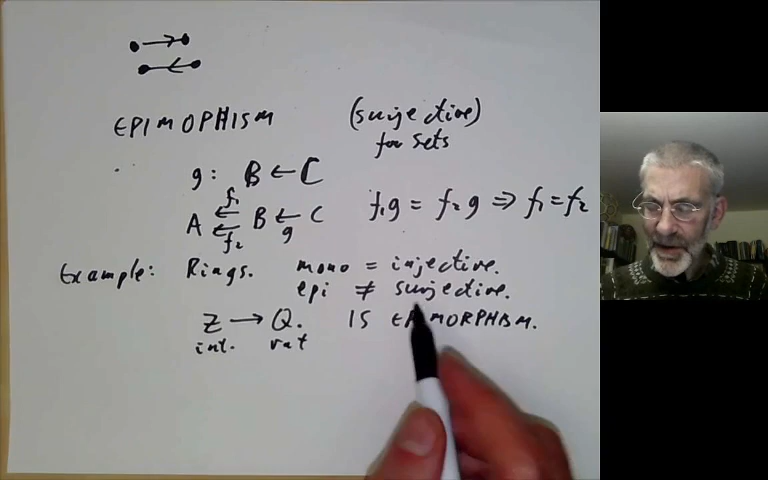 EPIMOPHISM (surjective)
for sets
g: B ← C
f₁
A ⇇ B ← C f₁g = f₂g ⇒ f₁ = f₂
f₂ g
Example: Rings. mono = injective.
epi ≠ surjective.
Z → Q. IS EPIMORPHISM.
int. rat